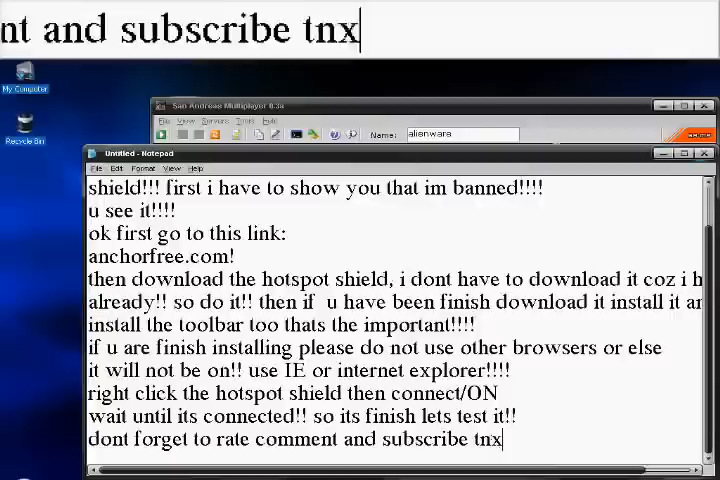 nt and subscribe tnx
My Computer
San Andreas Multiplayer 0.3a
File View Servers Tools Help
Name: alienware
Recycle Bin
Untitled - Notepad
File Edit Format View Help
shield!!! first i have to show you that im banned!!!!
u see it!!!!
ok first go to this link:
anchorfree.com!
then download the hotspot shield, i dont have to download it coz i h
already!! so do it!! then if  u have been finish download it install it an
install the toolbar too thats the important!!!!
if u are finish installing please do not use other browsers or else
it will not be on!! use IE or internet explorer!!!!
right click the hotspot shield then connect/ON
wait until its connected!! so its finish lets test it!!
dont forget to rate comment and subscribe tnx